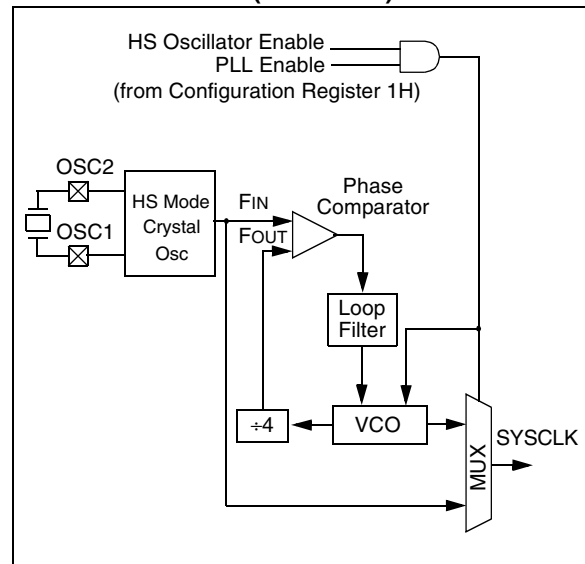 HS Oscillator Enable
PLL Enable
(from Configuration Register 1H)
OSC2
OSC1
HS Mode
Crystal
Osc
FIN
FOUT
Phase
Comparator
Loop
Filter
÷4
VCO
MUX
SYSCLK